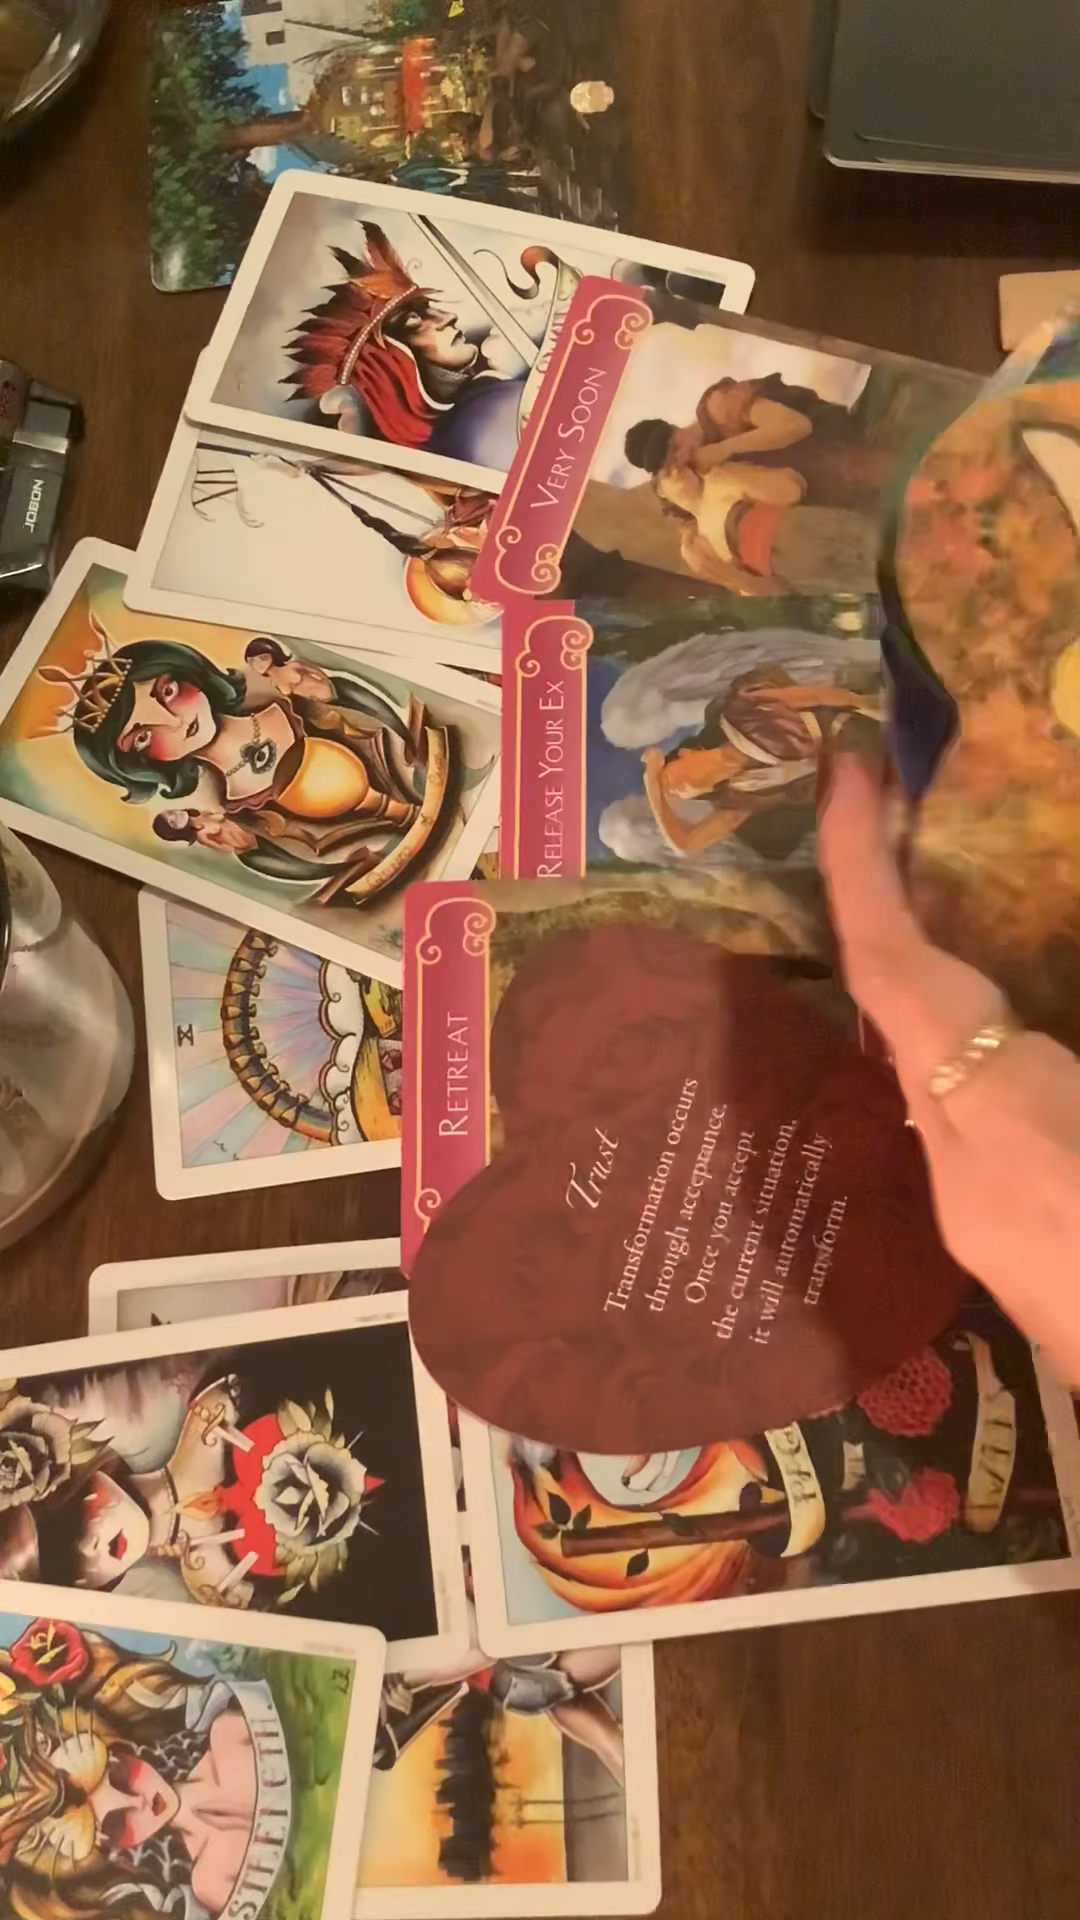 VERY SOON
RELEASE YOUR EX
RETREAT
Trust
Transformation occurs
through acceptance.
Once you accept
the current situation,
it will automatically
transform.
STRENGTH.
X